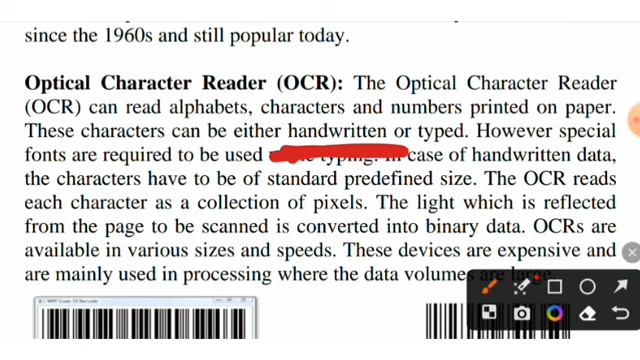 since the 1960s and still popular today.
Optical Character Reader (OCR): The Optical Character Reader
(OCR) can read alphabets, characters and numbers printed on paper.
These characters can be either handwritten or typed. However special
fonts are required to be used typing. In case of handwritten data,
the characters have to be of standard predefined size. The OCR reads
each character as a collection of pixels. The light which is reflected
from the page to be scanned is converted into binary data. OCRs are
available in various sizes and speeds. These devices are expensive and
are mainly used in processing where the data volumes are large